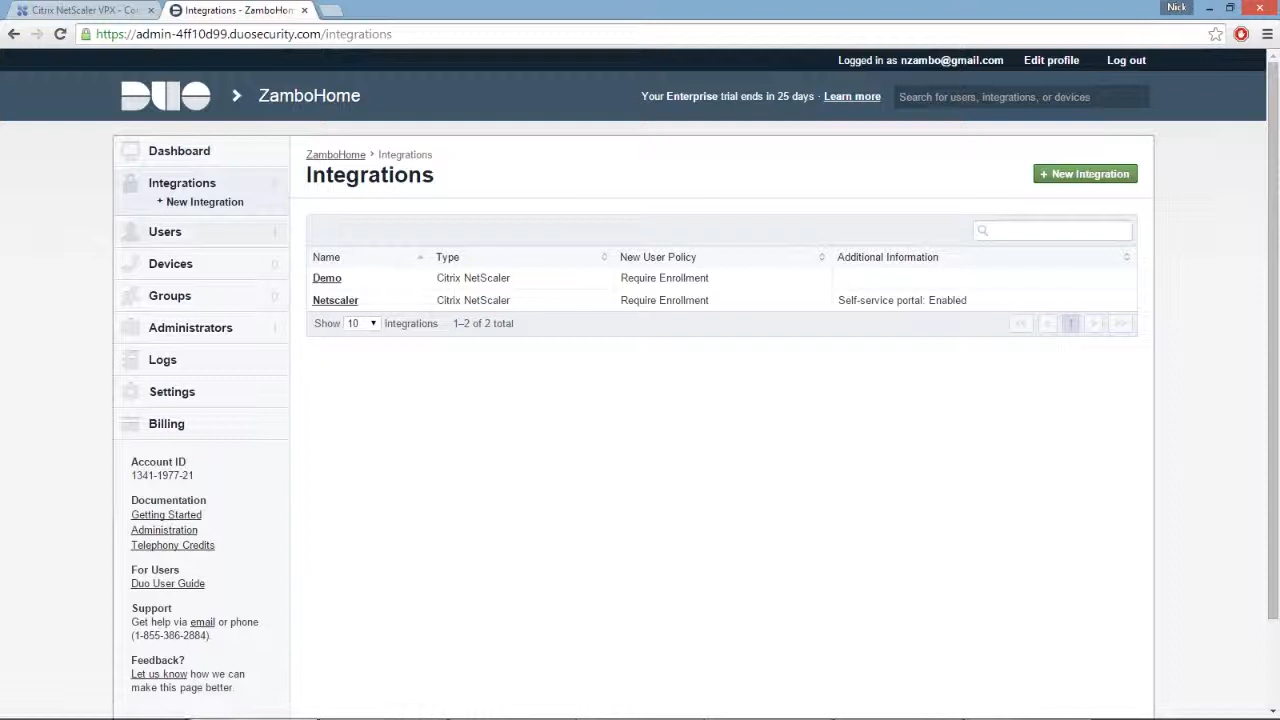 Citrix NetScaler VPX - Co
Integrations - ZamboHom
Nick
https://admin-4ff10d99.duosecurity.com/integrations
Logged in as nzambo@gmail.com
Edit profile
Log out
DUO
ZamboHome
Your Enterprise trial ends in 25 days · Learn more
Search for users, integrations, or devices
Dashboard
Integrations
+ New Integration
Users
Devices
0
Groups
0
Administrators
Logs
Settings
Billing
Account ID
1341-1977-21
Documentation
Getting Started
Administration
Telephony Credits
For Users
Duo User Guide
Support
Get help via email or phone
(1-855-386-2884).
Feedback?
Let us know how we can
make this page better.
ZamboHome > Integrations
Integrations
+ New Integration
Name Type New User Policy Additional Information
Demo Citrix NetScaler Require Enrollment
Netscaler Citrix NetScaler Require Enrollment Self-service portal: Enabled
Show 10 Integrations 1–2 of 2 total
1